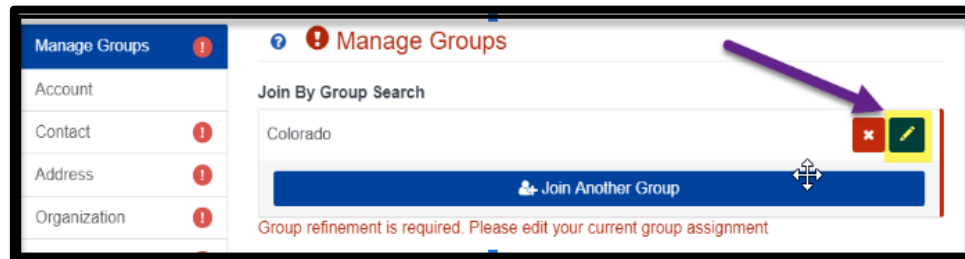 Manage Groups
Account
Contact
Address
Organization
Manage Groups
Join By Group Search
Colorado
Join Another Group
Group refinement is required. Please edit your current group assignment